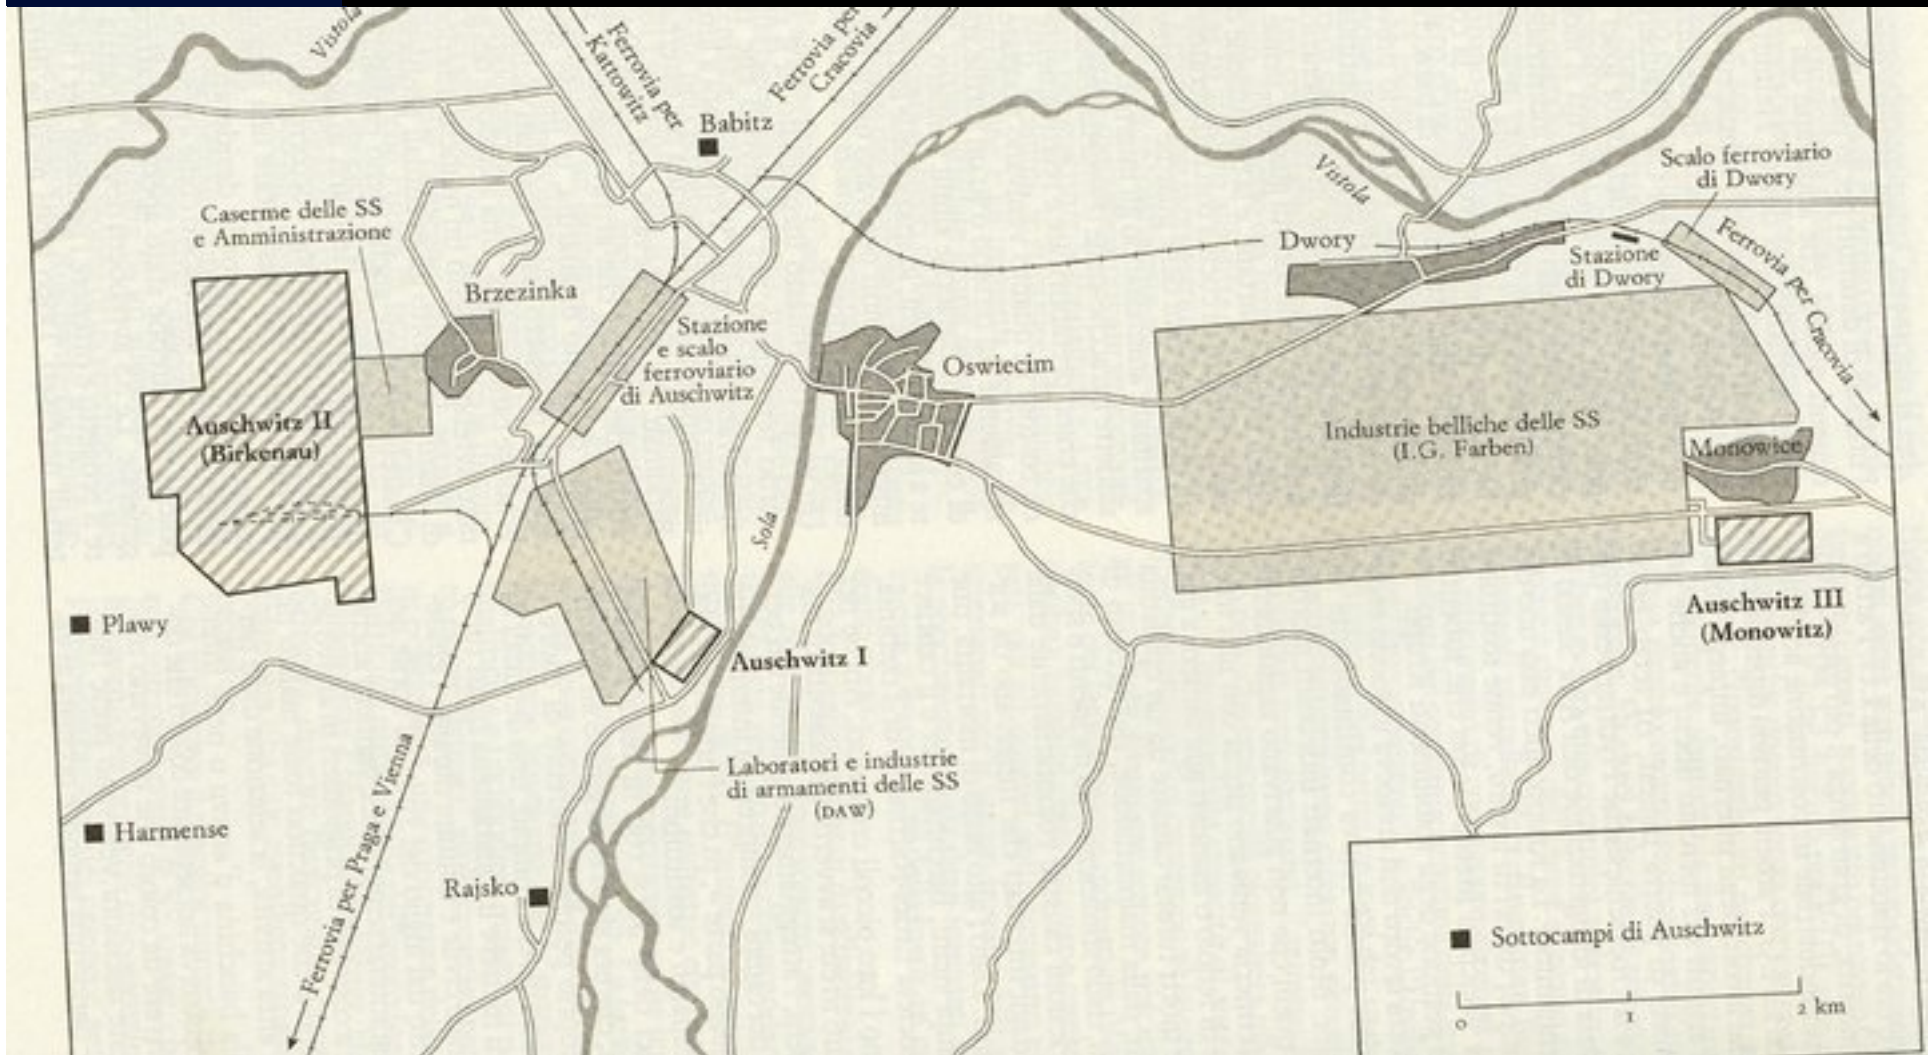 Vistola
Ferrovia per
Kattowitz
Ferrovia per
Cracovia
Babitz
Vistola
Scalo ferroviario
di Dwory
Caserme delle SS
e Amministrazione
Dwory
Stazione
di Dwory
Ferrovia per Cracovia
Brzezinka
Stazione
e scalo
ferroviario
di Auschwitz
Oswiecim
Auschwitz II
(Birkenau)
Industrie belliche delle SS
(I.G. Farben)
Monowice
Sola
Plawy
Auschwitz III
(Monowitz)
Auschwitz I
Laboratori e industrie
di armamenti delle SS
(DAW)
Harmense
Ferrovia per Praga e Vienna
Rajsko
Sottocampi di Auschwitz
0 1 2 km